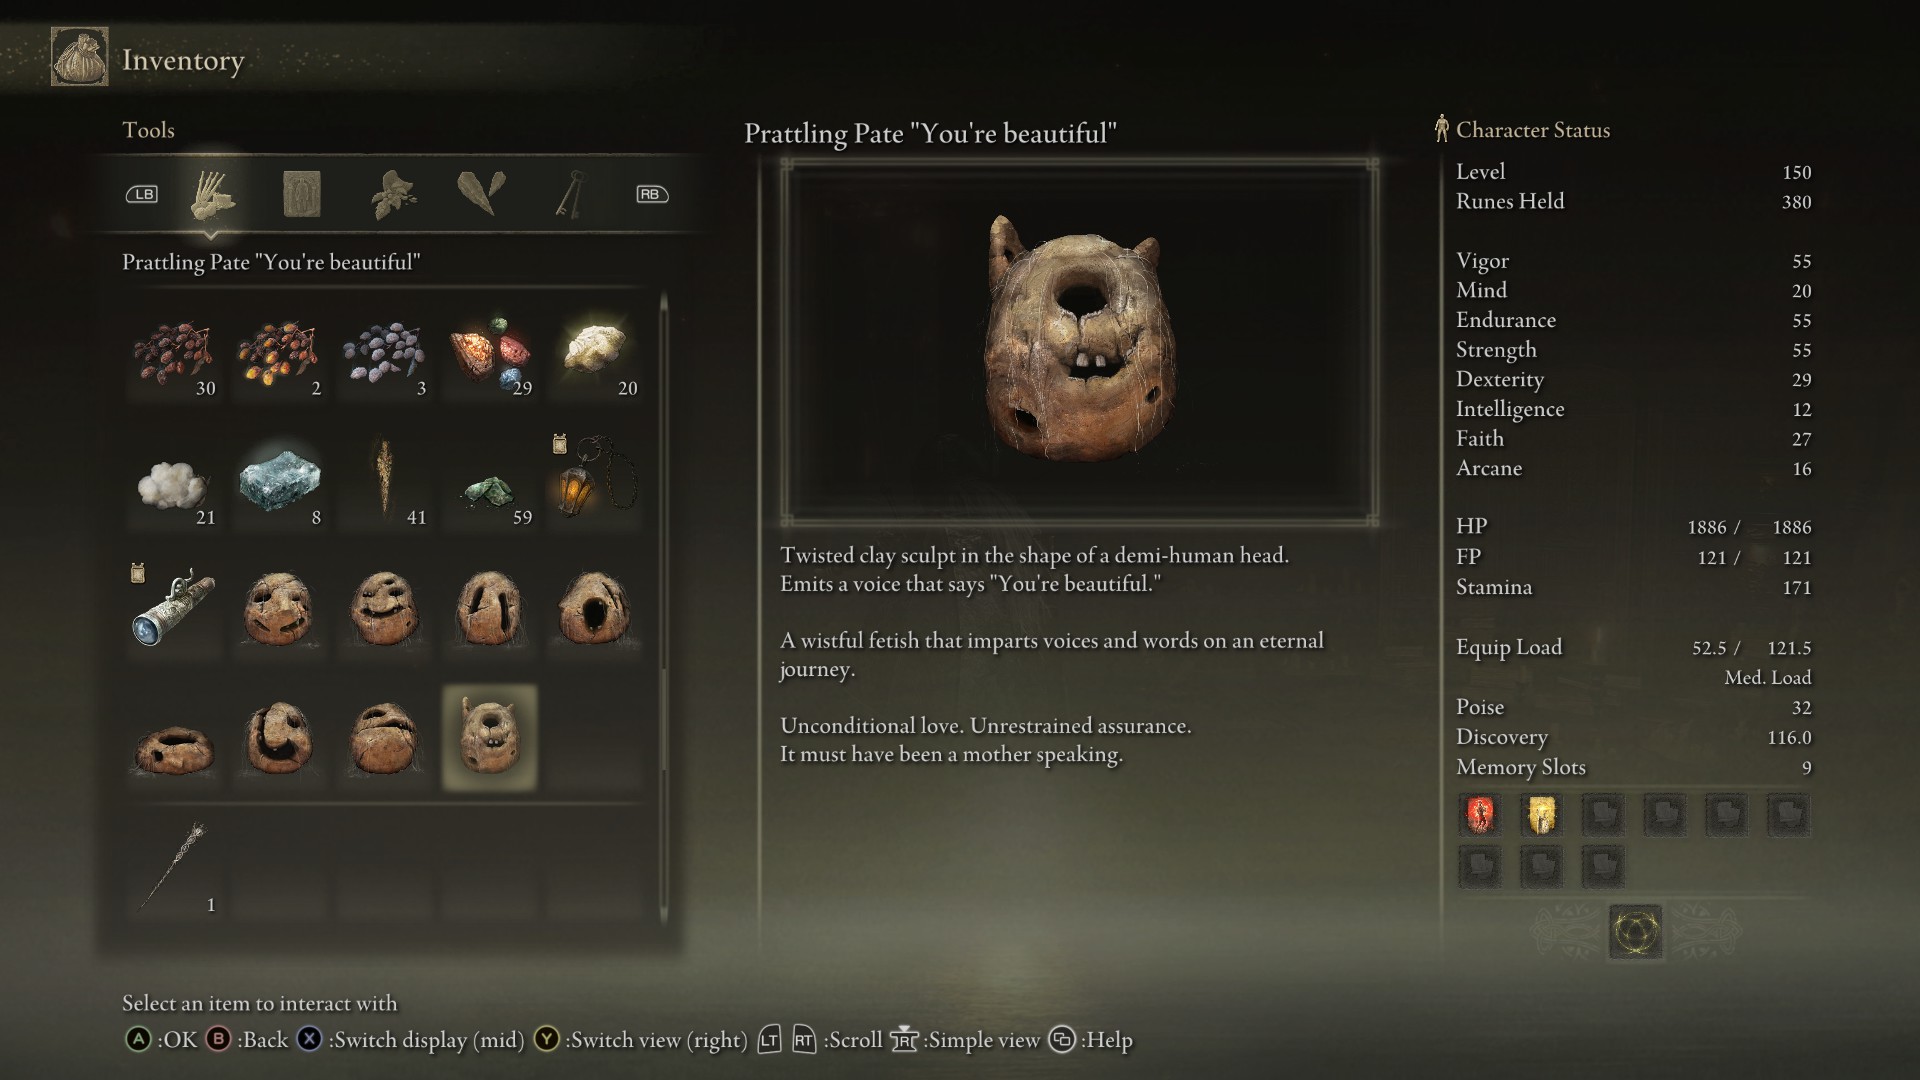 Inventory
Tools
LB
RB
Prattling Pate "You're beautiful"
30
2
3
29
20
21
8
41
59
1
Prattling Pate "You're beautiful"
Twisted clay sculpt in the shape of a demi-human head.
Emits a voice that says "You're beautiful."
A wistful fetish that imparts voices and words on an eternal
journey.
Unconditional love. Unrestrained assurance.
It must have been a mother speaking.
Character Status
Level 150
Runes Held 380
Vigor 55
Mind 20
Endurance 55
Strength 55
Dexterity 29
Intelligence 12
Faith 27
Arcane 16
HP 1886 / 1886
FP 121 / 121
Stamina 171
Equip Load 52.5 / 121.5
Med. Load
Poise 32
Discovery 116.0
Memory Slots 9
Select an item to interact with
A :OK B :Back X :Switch display (mid) Y :Switch view (right) LT RT :Scroll R :Simple view :Help